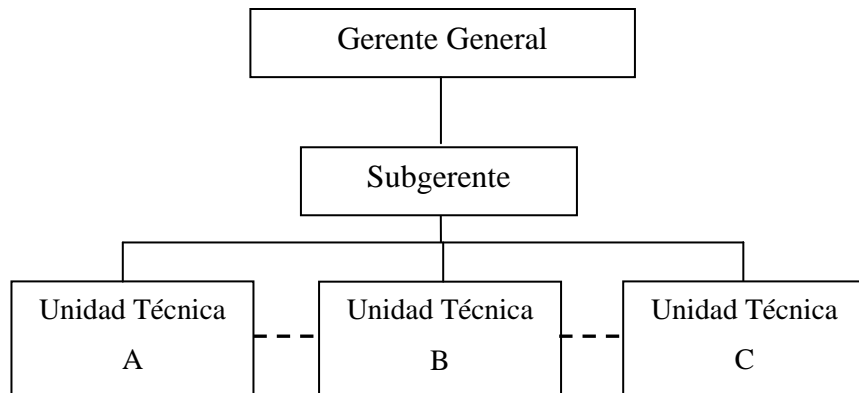 Gerente General
Subgerente
Unidad Técnica
A
Unidad Técnica
B
Unidad Técnica
C